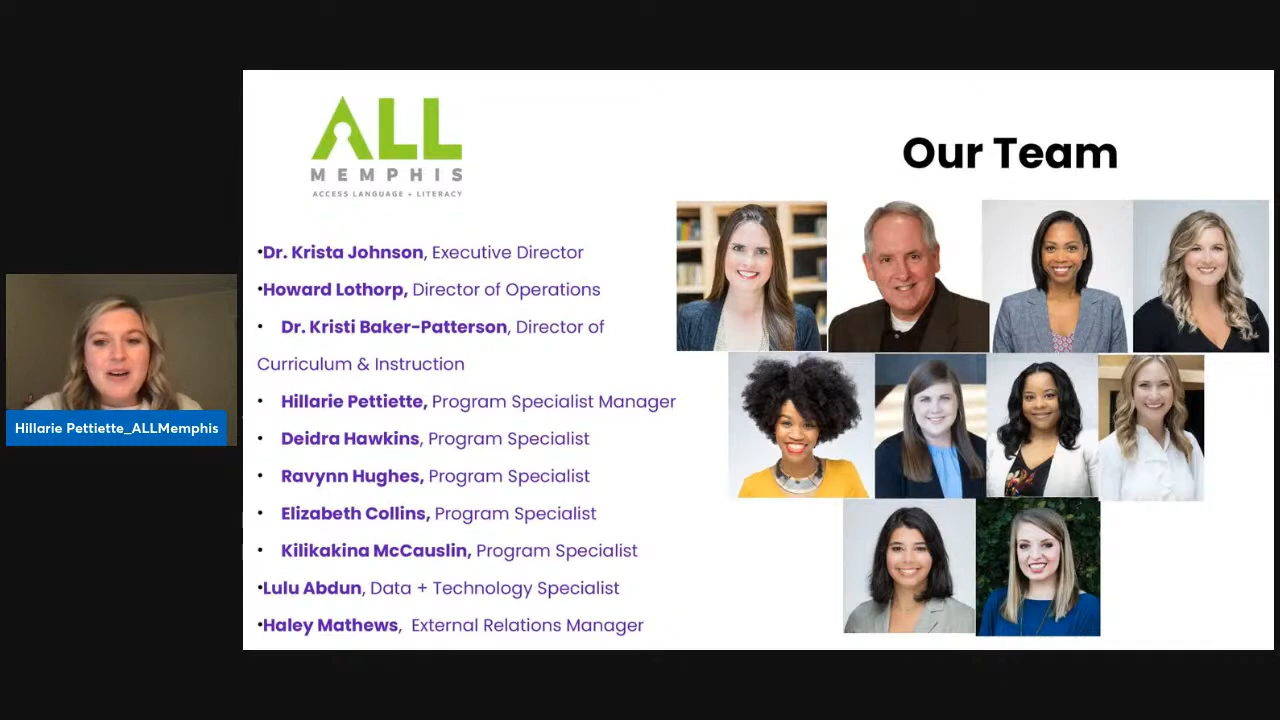 ALL
MEMPHIS
ACCESS LANGUAGE + LITERACY
Our Team
•Dr. Krista Johnson, Executive Director
•Howard Lothorp, Director of Operations
• Dr. Kristi Baker-Patterson, Director of
Curriculum & Instruction
• Hillarie Pettiette, Program Specialist Manager
• Deidra Hawkins, Program Specialist
• Ravynn Hughes, Program Specialist
• Elizabeth Collins, Program Specialist
• Kilikakina McCauslin, Program Specialist
•Lulu Abdun, Data + Technology Specialist
•Haley Mathews, External Relations Manager
Hillarie Pettiette_ALLMemphis